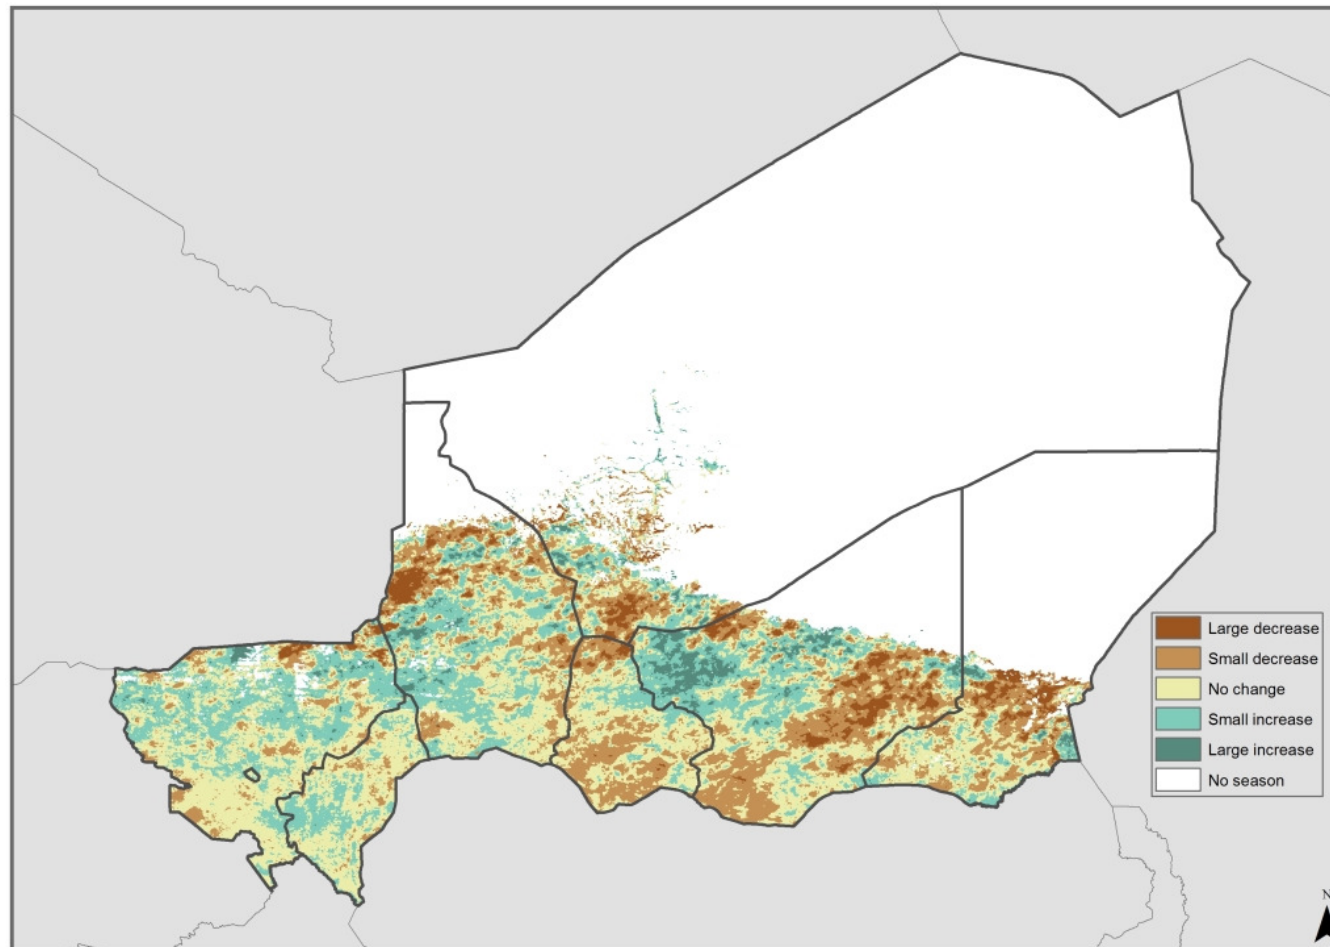 Large decrease
Small decrease
No change
Small increase
Large increase
No season
N